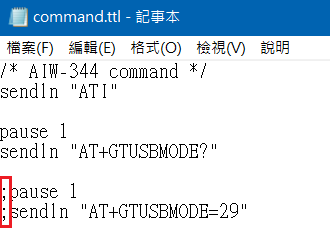 command.ttl - 記事本
檔案(F) 編輯(E) 格式(O) 檢視(V) 說明
/* AIW-344 command */
sendln "ATI"
pause 1
sendln "AT+GTUSBMODE?"
;pause 1
;sendln "AT+GTUSBMODE=29"